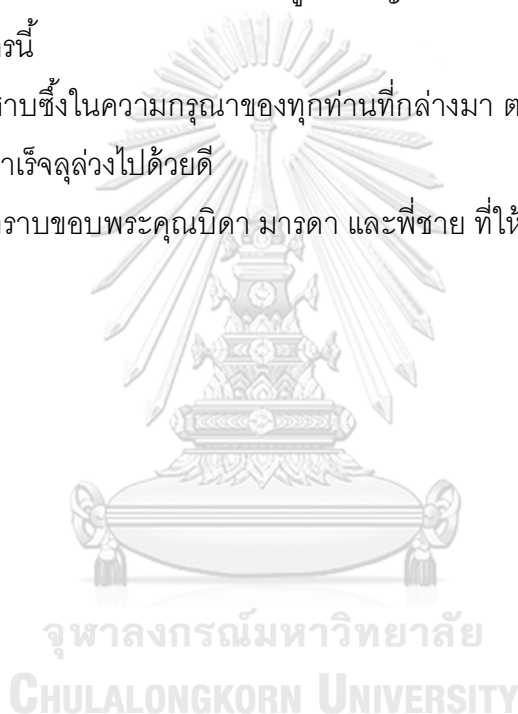 รนี้
าบซึ้งในความกรุณาของทุกท่านที่กล่างมา ต
าเร็จลุล่วงไปด้วยดี
ราบขอบพระคุณบิดา มารดา และพี่ชาย ที่ให้
จุฬาลงกรณ์มหาวิทยาลัย
CHULALONGKORN UNIVERSITY